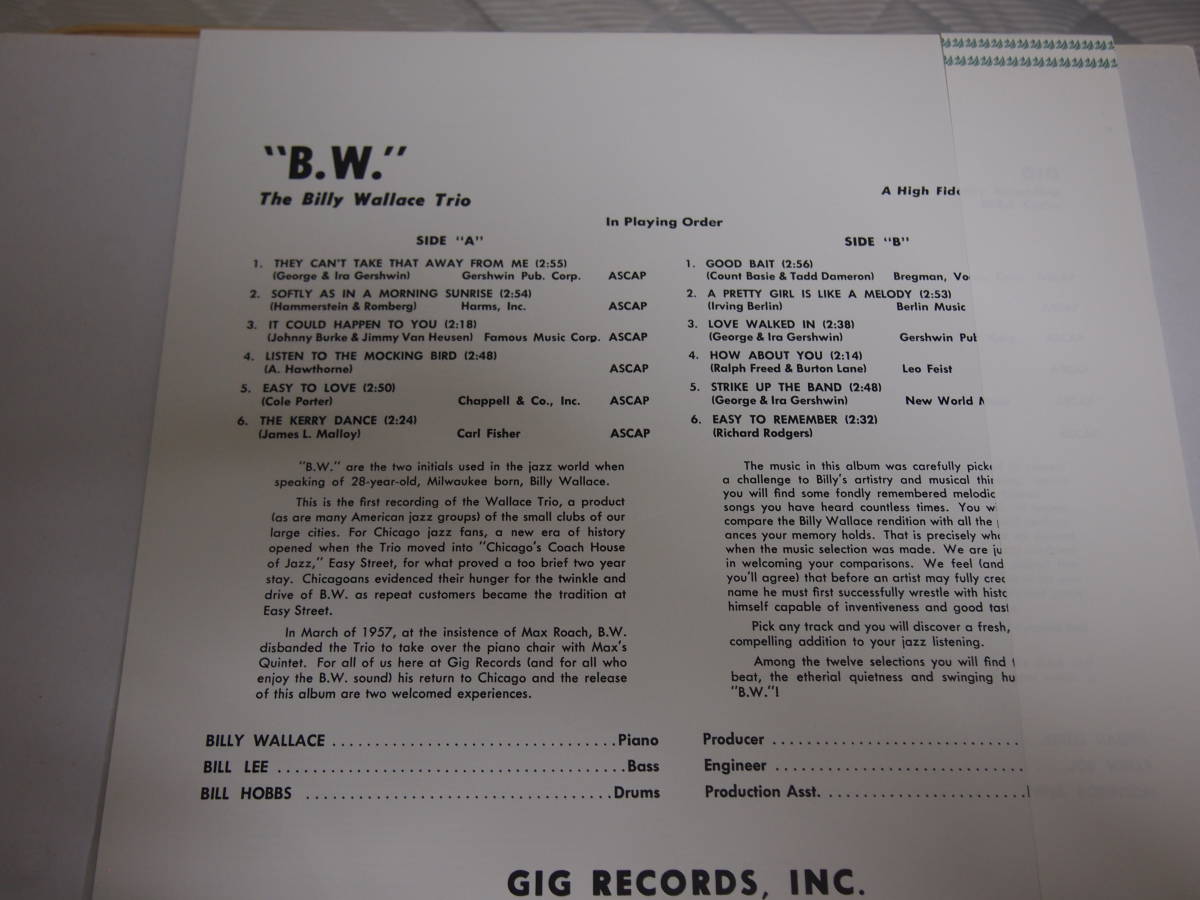 "B.W."
The Billy Wallace Trio
A High
In Playing Order
SIDE "A"
1. THEY CAN'T TAKE THAT AWAY FROM ME (2:55)
(George & Ira Gershwin) Gershwin Pub. Corp. ASCAP
2. SOFTLY AS IN A MORNING SUNRISE (2:54)
(Hammerstein & Romberg) Harms, Inc. ASCAP
3. IT COULD HAPPEN TO YOU (2:18)
(Johnny Burke & Jimmy Van Heusen) Famous Music Corp. ASCAP
4. LISTEN TO THE MOCKING BIRD (2:48)
(A. Hawthorne) ASCAP
5. EASY TO LOVE (2:50)
(Cole Porter) Chappell & Co., Inc. ASCAP
6. THE KERRY DANCE (2:24)
(James L. Malloy) Carl Fisher ASCAP
SIDE "B"
1. GOOD BAIT (2:56)
(Count Basie & Tadd Dameron) Bregman,
2. A PRETTY GIRL IS LIKE A MELODY (2:53)
(Irving Berlin) Berlin Music
3. LOVE WALKED IN (2:38)
(George & Ira Gershwin) Gershwin
4. HOW ABOUT YOU (2:14)
(Ralph Freed & Burton Lane) Leo Feist
5. STRIKE UP THE BAND (2:48)
(George & Ira Gershwin) New World
6. EASY TO REMEMBER (2:32)
(Richard Rodgers)
"B.W." are the two initials used in the jazz world when
speaking of 28-year-old, Milwaukee born, Billy Wallace.
This is the first recording of the Wallace Trio, a product
(as are many American jazz groups) of the small clubs of our
large cities. For Chicago jazz fans, a new era of history
opened when the Trio moved into "Chicago's Coach House
of Jazz," Easy Street, for what proved a too brief two year
stay. Chicagoans evidenced their hunger for the twinkle and
drive of B.W. as repeat customers became the tradition at
Easy Street.
In March of 1957, at the insistence of Max Roach, B.W.
disbanded the Trio to take over the piano chair with Max's
Quintet. For all of us here at Gig Records (and for all who
enjoy the B.W. sound) his return to Chicago and the release
of this album are two welcomed experiences.
The music in this album was carefully
a challenge to Billy's artistry and musical
you will find some fondly remembered melodic
songs you have heard countless times. You
compare the Billy Wallace rendition with all the
ances your memory holds. That is precisely
when the music selection was made. We are
in welcoming your comparisons. We feel (and
you'll agree) that before an artist may fully
name he must first successfully wrestle with
himself capable of inventiveness and good
Pick any track and you will discover a fresh,
compelling addition to your jazz listening.
Among the twelve selections you will find
beat, the etherial quietness and swinging
"B.W."!
BILLY WALLACE ............................... Piano
BILL LEE ...................................... Bass
BILL HOBBS .................................. Drums
Producer ...........................
Engineer ...........................
Production Asst. .......................
GIG RECORDS, INC.